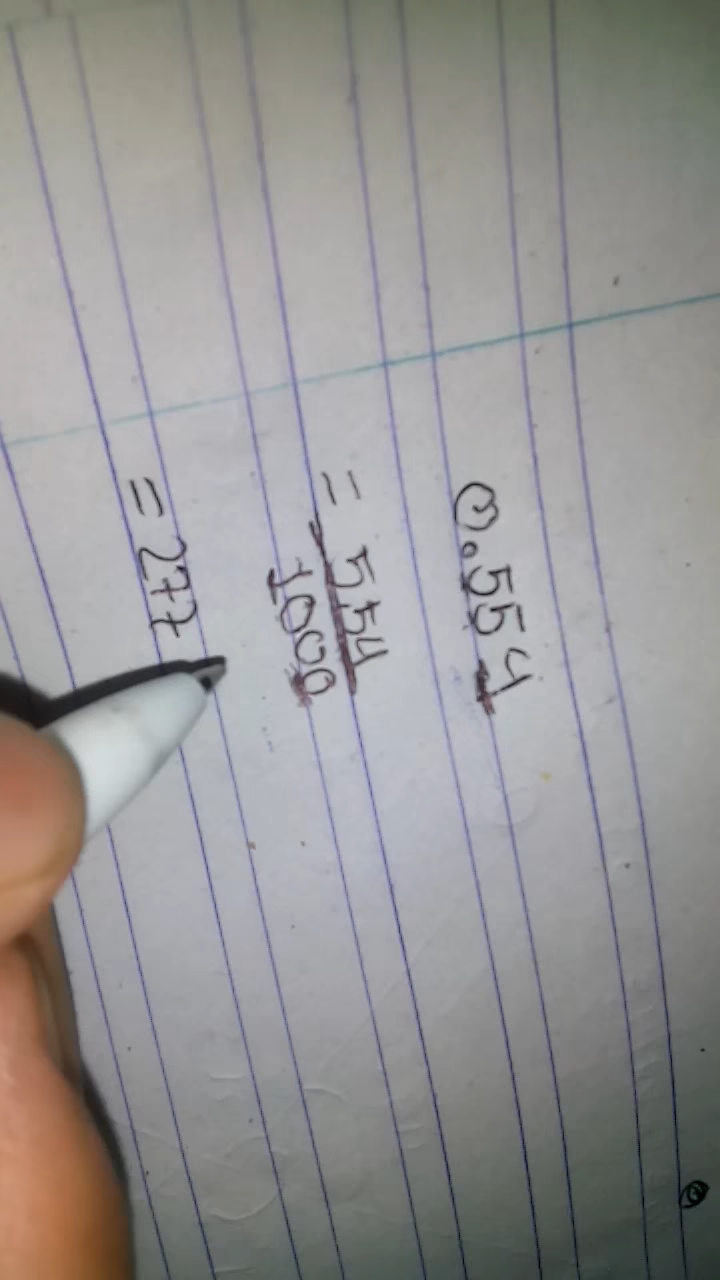 0.554
= 554
1000
= 277